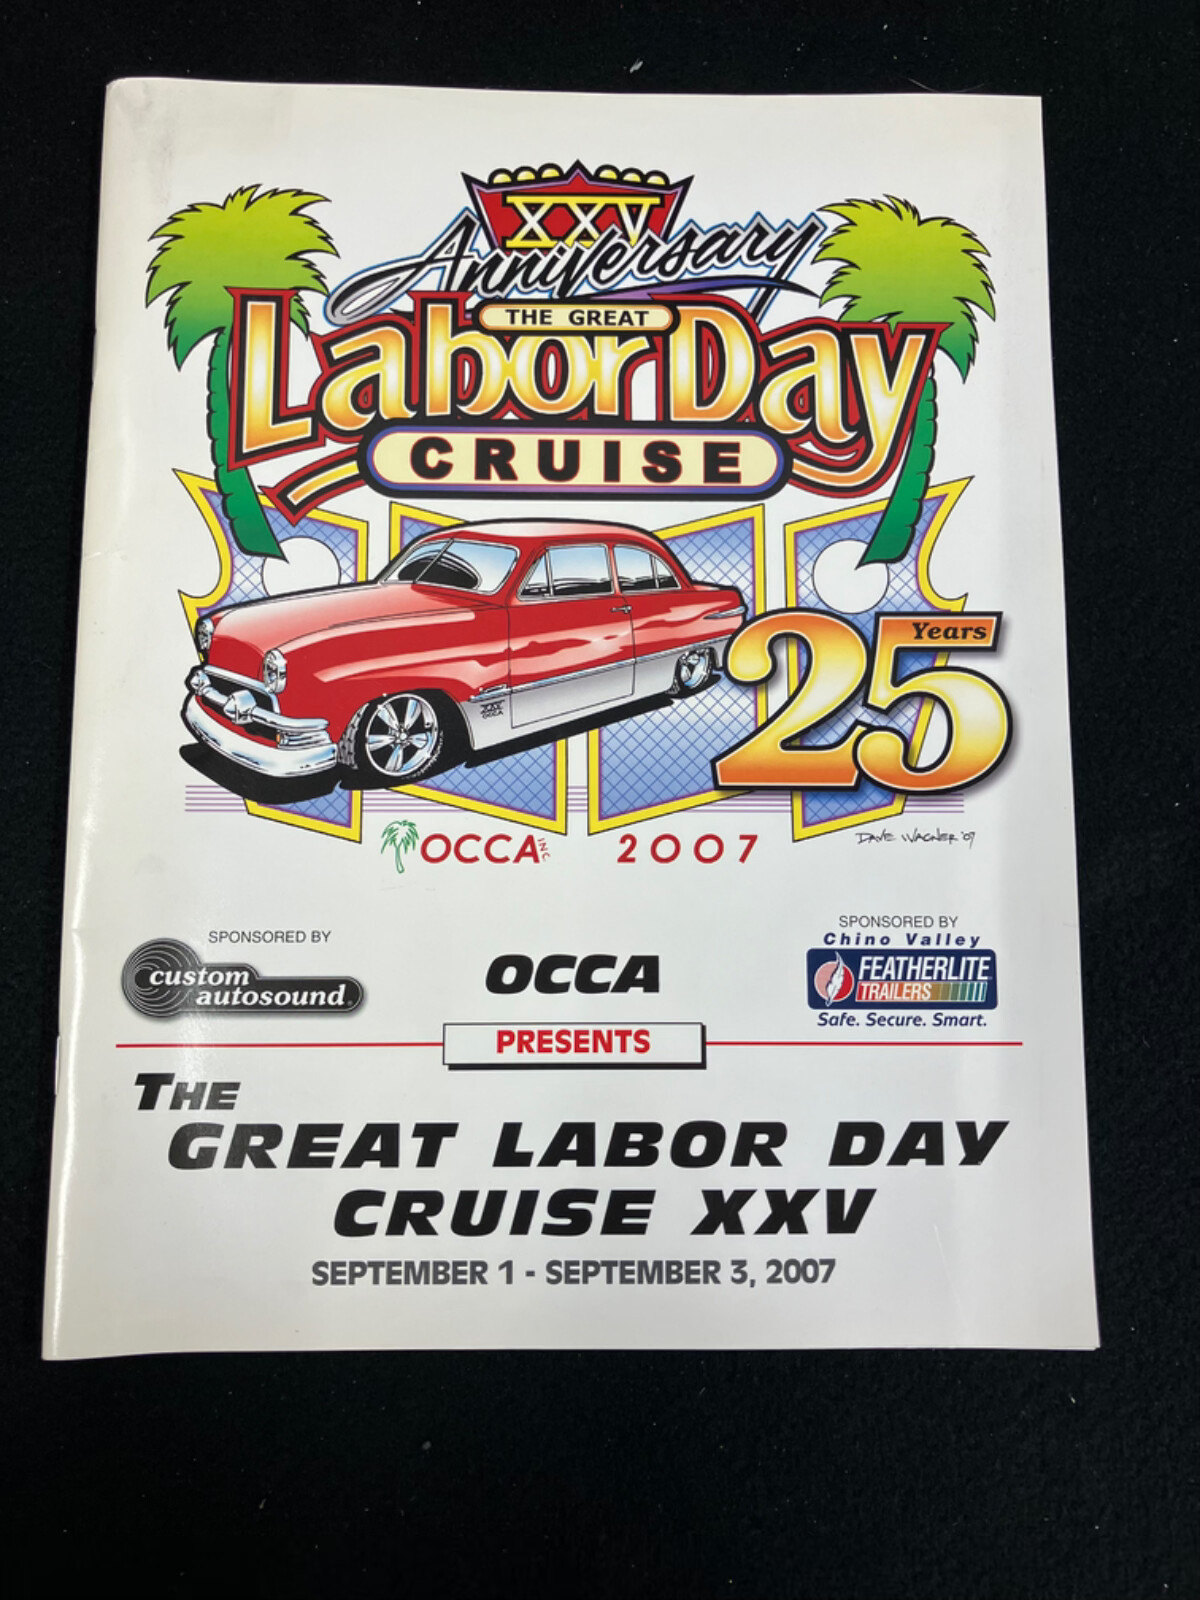 XXV
Anniversary
THE GREAT
Labor Day
CRUISE
25 Years
XXV
OCCA
OCCA INC 2007
DAVE WAGNER '07
SPONSORED BY
custom
autosound®
OCCA
SPONSORED BY
Chino Valley
FEATHERLITE
TRAILERS
Safe. Secure. Smart.
PRESENTS
THE
GREAT LABOR DAY
CRUISE XXV
SEPTEMBER 1 - SEPTEMBER 3, 2007